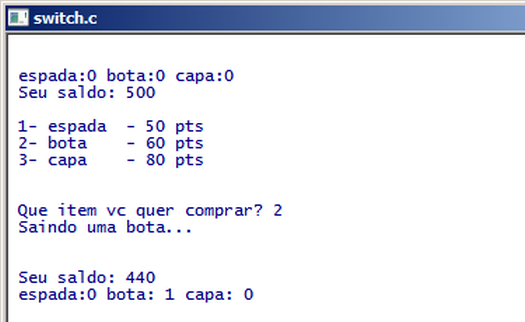 switch.c
espada:0 bota:0 capa:0
Seu saldo: 500
1- espada - 50 pts
2- bota - 60 pts
3- capa - 80 pts
Que item vc quer comprar? 2
Saindo uma bota...
Seu saldo: 440
espada:0 bota: 1 capa: 0